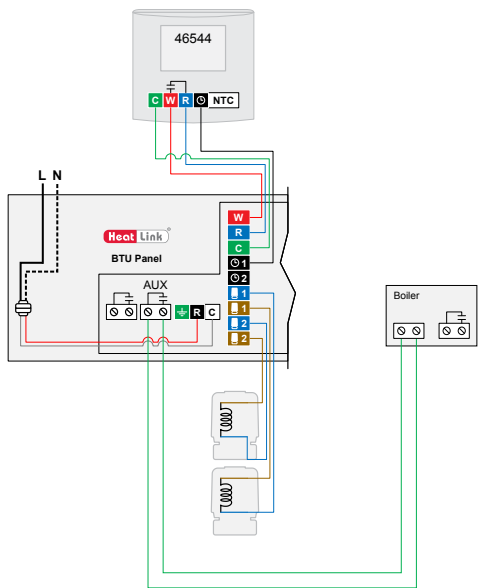 46544
C W R NTC
L N
Heat Link®
BTU Panel
W
R
C
1
2
1
1
2
2
AUX
R C
Boiler